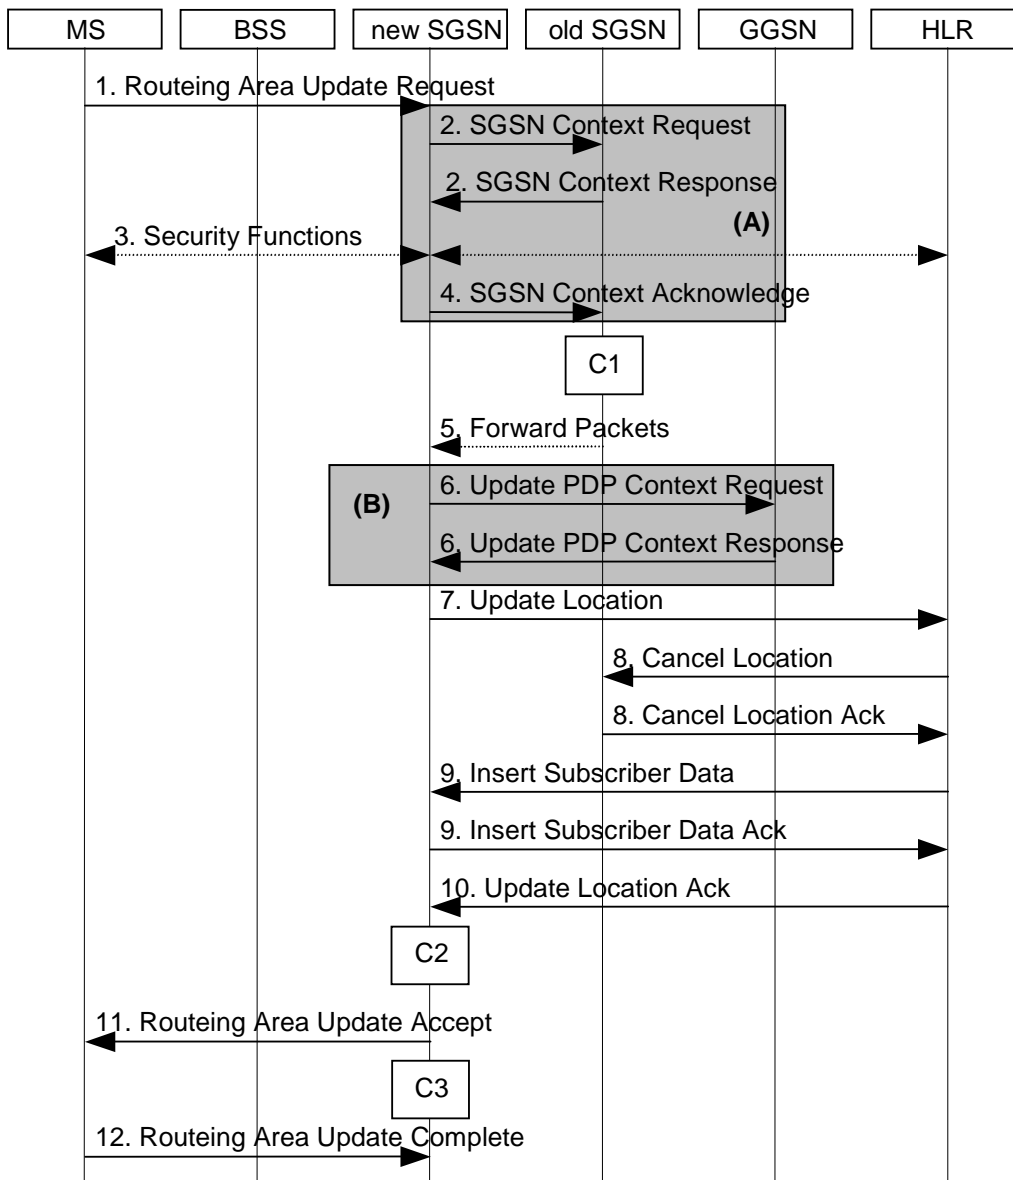 MS BSS new SGSN old SGSN GGSN HLR
1. Routeing Area Update Request
2. SGSN Context Request
2. SGSN Context Response
(A)
3. Security Functions
4. SGSN Context Acknowledge
C1
5. Forward Packets
6. Update PDP Context Request
(B)
6. Update PDP Context Response
7. Update Location
8. Cancel Location
8. Cancel Location Ack
9. Insert Subscriber Data
9. Insert Subscriber Data Ack
10. Update Location Ack
C2
11. Routeing Area Update Accept
C3
12. Routeing Area Update Complete